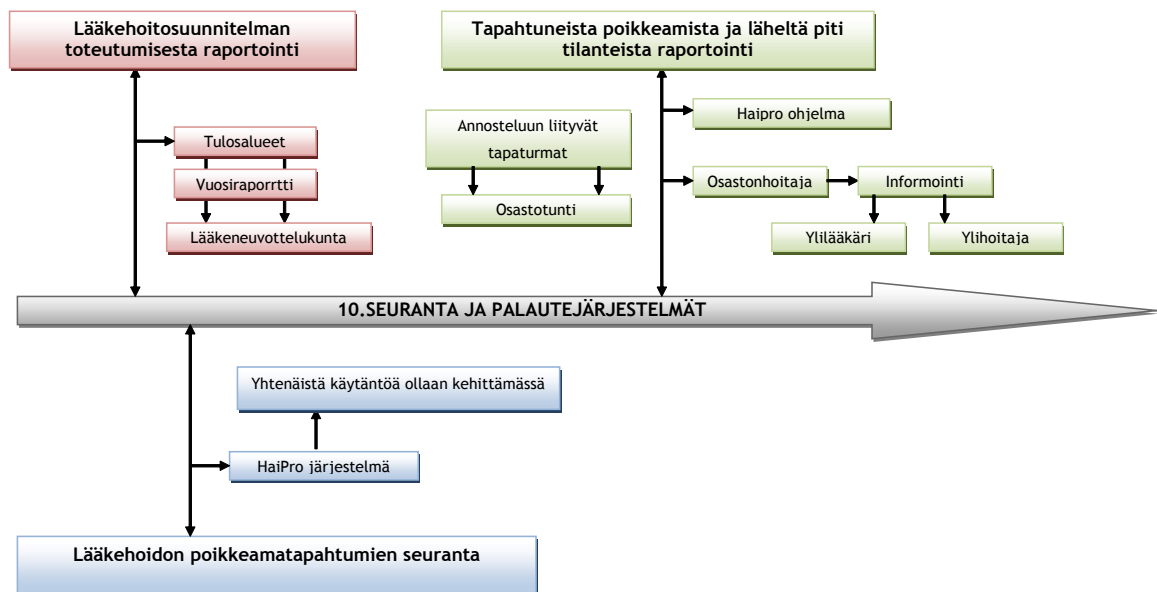 Lääkehoitosuunnitelman
toteutumisesta raportointi
Tulosalueet
Vuosiraporrtti
Lääkeneuvottelukunta
Tapahtuneista poikkeamista ja läheltä piti
tilanteista raportointi
Annosteluun liityvät
tapaturmat
Osastotunti
Haipro ohjelma
Osastonhoitaja
Informointi
Ylilääkäri
Ylihoitaja
10.SEURANTA JA PALAUTEJÄRJESTELMÄT
Yhtenäistä käytäntöä ollaan kehittämässä
HaiPro järjestelmä
Lääkehoidon poikkeamatapahtumien seuranta